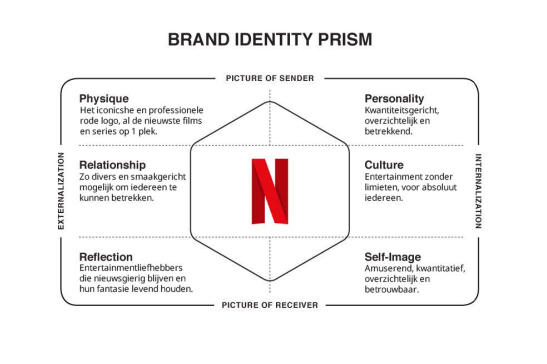 BRAND IDENTITY PRISM
PICTURE OF SENDER
Physique
Het iconicshe en professionele
rode logo, al de nieuwste films
en series op 1 plek.
Personality
Kwantiteitsgericht,
overzichtelijk en
betrekkend.
EXTERNALIZATION
Relationship
Zo divers en smaakgericht
mogelijk om iedereen te
kunnen betrekken.
N
Culture
Entertainment zonder
limieten, voor absoluut
iedereen.
INTERNALIZATION
Reflection
Entertainmentliefhebbers
die nieuwsgierig blijven en
hun fantasie levend houden.
Self-Image
Amuserend, kwantitatief,
overzichtelijk en
betrouwbaar.
PICTURE OF RECEIVER